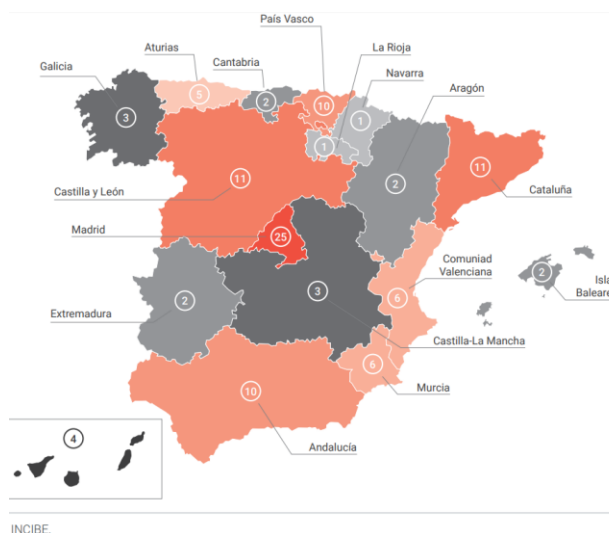 País Vasco
Aturias
La Rioja
Cantabria
Galicia
Navarra
Aragón
5
2
10
3
1
1
11
2
11
Castilla y León
Cataluña
Madrid
25
Comuniad
Valenciana
2
Isla
Baleare
2
3
6
Extremadura
Castilla-La Mancha
6
Murcia
10
4
Andalucía
INCIBE.